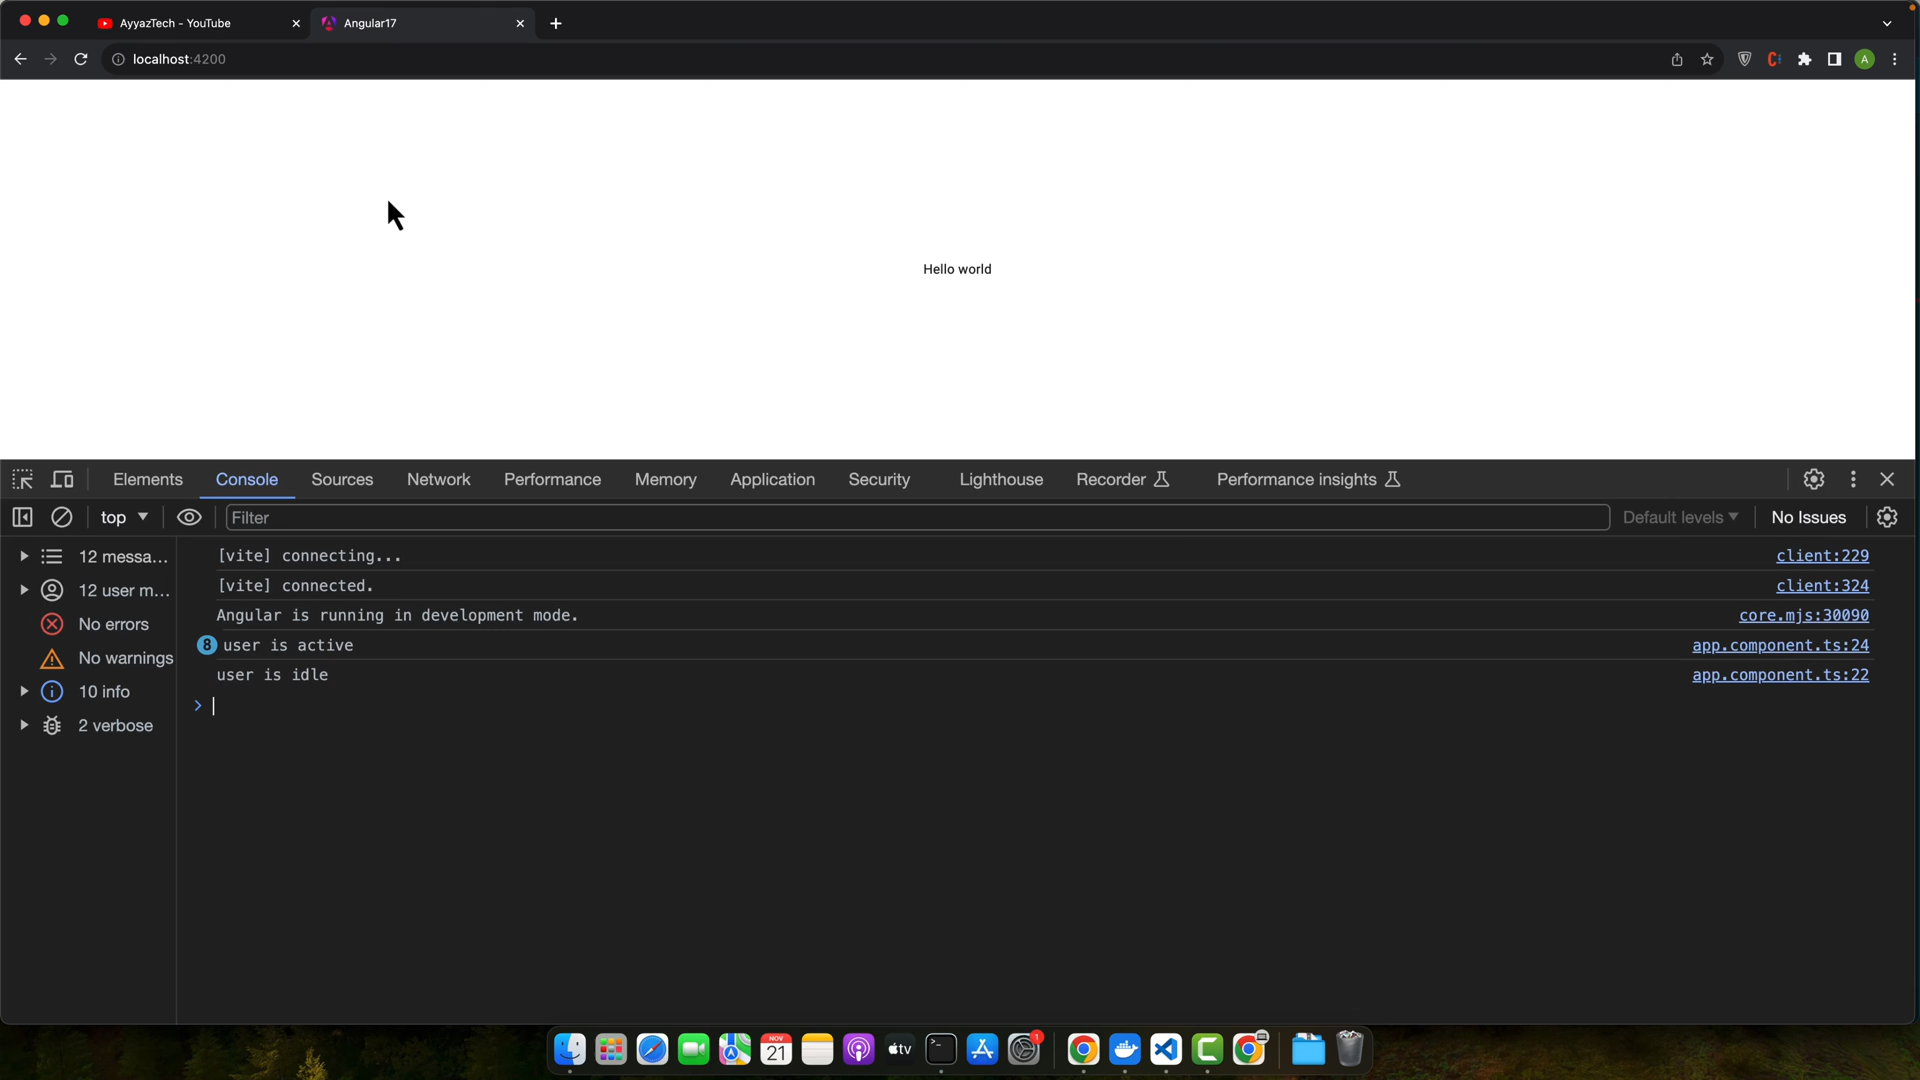 AyyazTech - YouTube
Angular17
localhost:4200
A
Hello world
Elements Console Sources Network Performance Memory Application Security Lighthouse Recorder Performance insights
top Filter Default levels No Issues
12 messa...
12 user m...
No errors
No warnings
10 info
2 verbose
[vite] connecting... client:229
[vite] connected. client:324
Angular is running in development mode. core.mjs:30090
8 user is active app.component.ts:24
user is idle app.component.ts:22
>
NOV
21
tv
>_
1